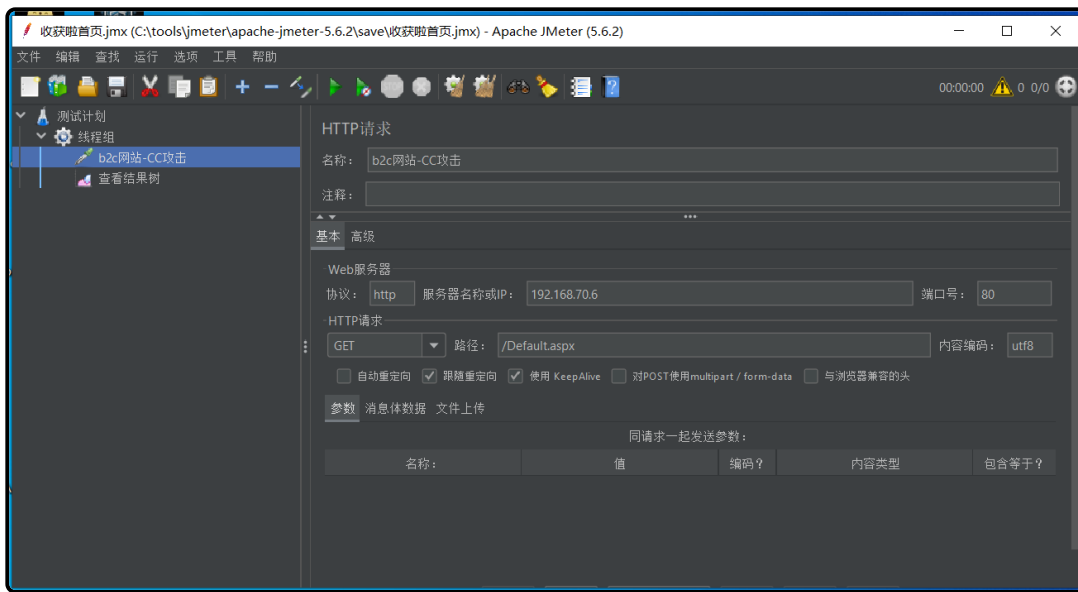 收获啦首页.jmx (C:\tools\jmeter\apache-jmeter-5.6.2\save\收获啦首页.jmx) - Apache JMeter (5.6.2)
文件 编辑 查找 运行 选项 工具 帮助
00:00:00 0 0/0
测试计划
线程组
b2c网站-CC攻击
查看结果树
HTTP请求
名称： b2c网站-CC攻击
注释：
基本 高级
Web服务器
协议： http 服务器名称或IP： 192.168.70.6 端口号： 80
HTTP请求
GET 路径： /Default.aspx 内容编码： utf8
自动重定向 跟随重定向 使用 KeepAlive 对POST使用multipart / form-data 与浏览器兼容的头
参数 消息体数据 文件上传
同请求一起发送参数：
名称： 值 编码？ 内容类型 包含等于？